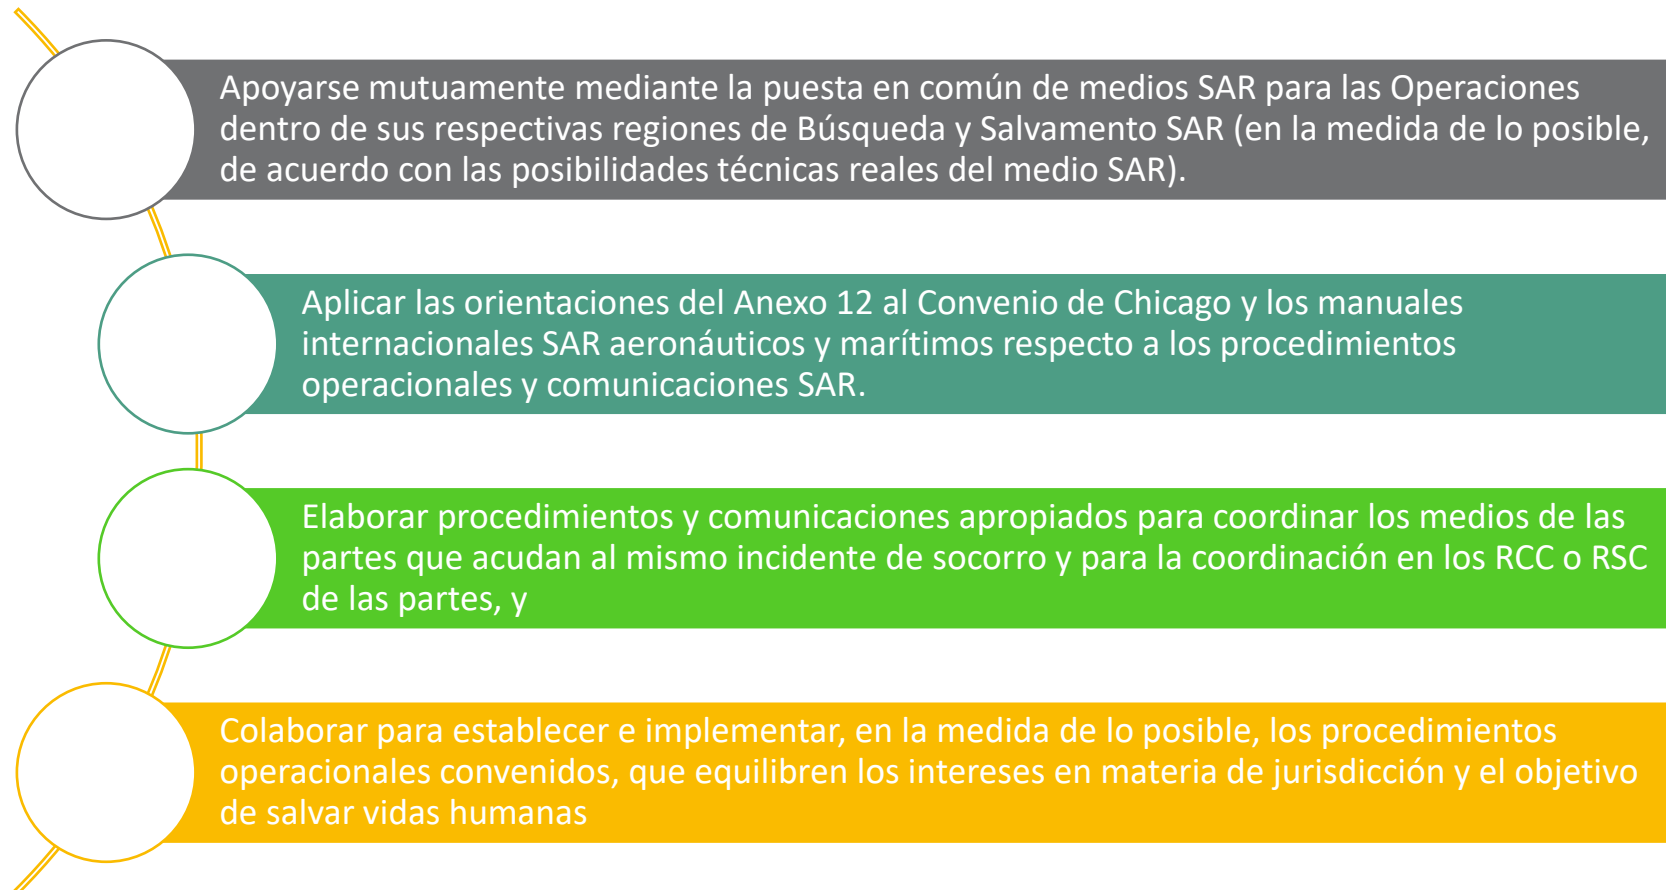 Apoyarse mutuamente mediante la puesta en común de medios SAR para las Operaciones
dentro de sus respectivas regiones de Búsqueda y Salvamento SAR (en la medida de lo posible,
de acuerdo con las posibilidades técnicas reales del medio SAR).
Aplicar las orientaciones del Anexo 12 al Convenio de Chicago y los manuales
internacionales SAR aeronáuticos y marítimos respecto a los procedimientos
operacionales y comunicaciones SAR.
Elaborar procedimientos y comunicaciones apropiados para coordinar los medios de las
partes que acudan al mismo incidente de socorro y para la coordinación en los RCC o RSC
de las partes, y
Colaborar para establecer e implementar, en la medida de lo posible, los procedimientos
operacionales convenidos, que equilibren los intereses en materia de jurisdicción y el objetivo
de salvar vidas humanas